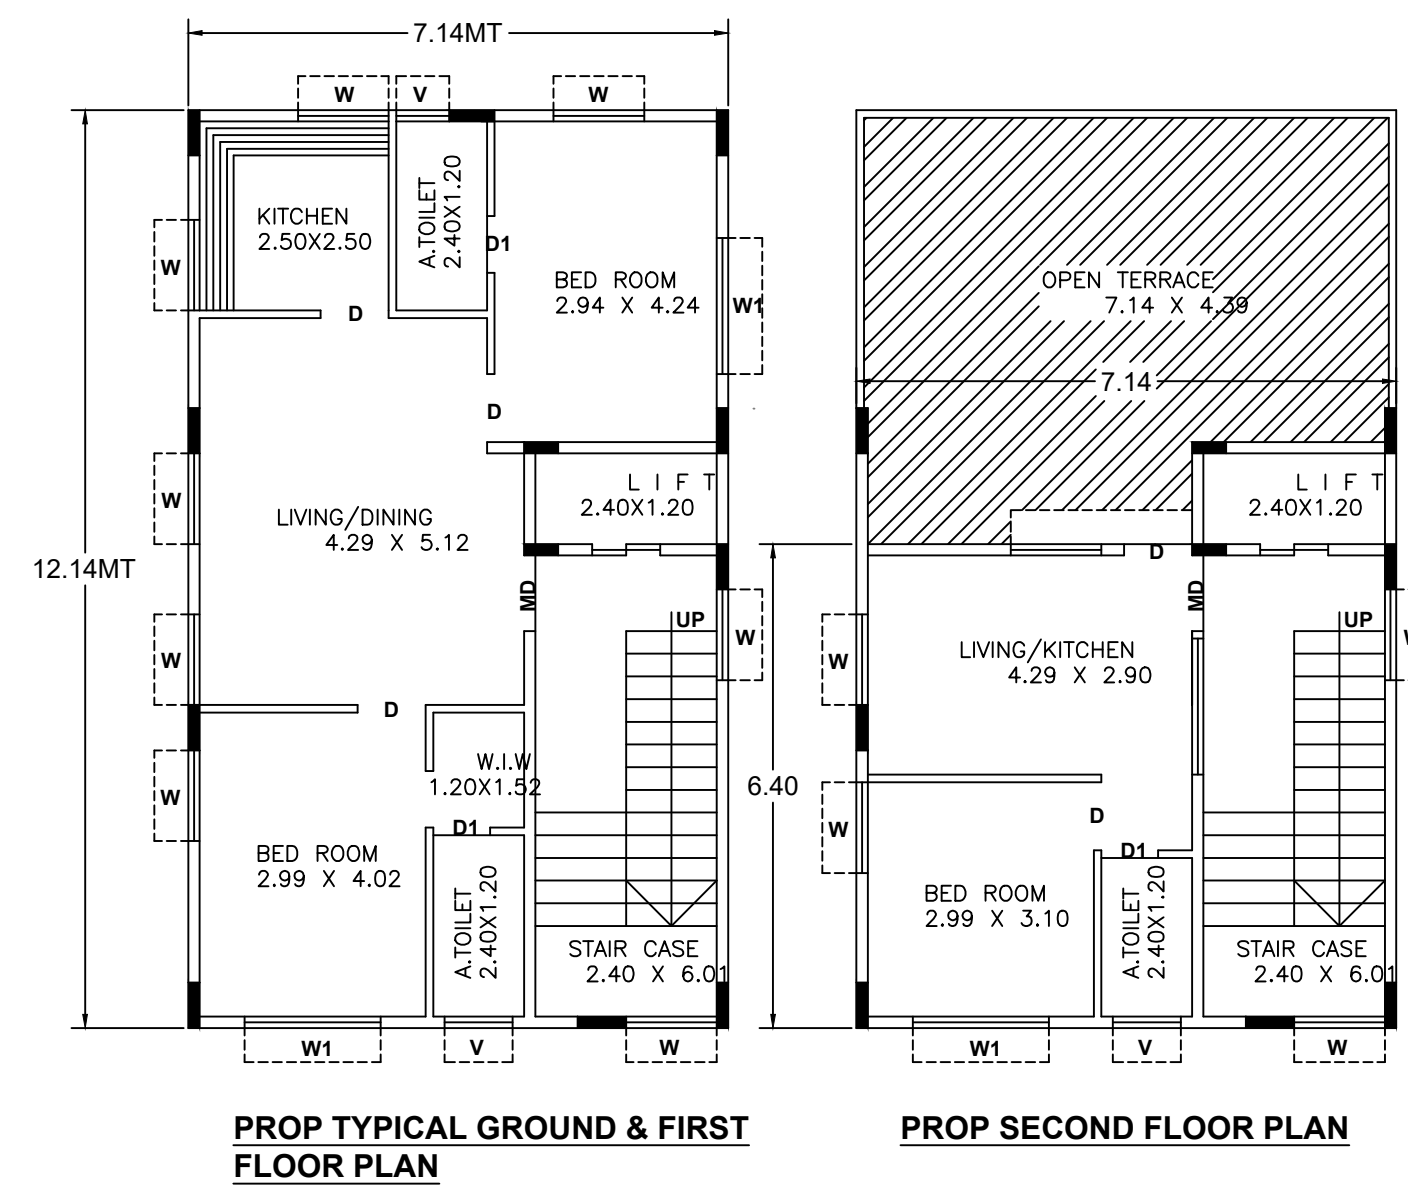 7.14MT
W
V
W
KITCHEN
2.50X2.50
A.TOILET
2.40X1.20
D1
W
BED ROOM
2.94 X 4.24
W1
D
D
L I F T
2.40X1.20
W
LIVING/DINING
4.29 X 5.12
12.14MT
MD
UP
W
W
D
W.I.W
1.20X1.52
W
D1
BED ROOM
2.99 X 4.02
A.TOILET
2.40X1.20
STAIR CASE
2.40 X 6.01
W1
V
W
PROP TYPICAL GROUND & FIRST
FLOOR PLAN
OPEN TERRACE
7.14 X 4.39
7.14
L I F T
2.40X1.20
D
MD
UP
LIVING/KITCHEN
4.29 X 2.90
W
6.40
W
D
D1
BED ROOM
2.99 X 3.10
A.TOILET
2.40X1.20
STAIR CASE
2.40 X 6.01
W1
V
W
PROP SECOND FLOOR PLAN